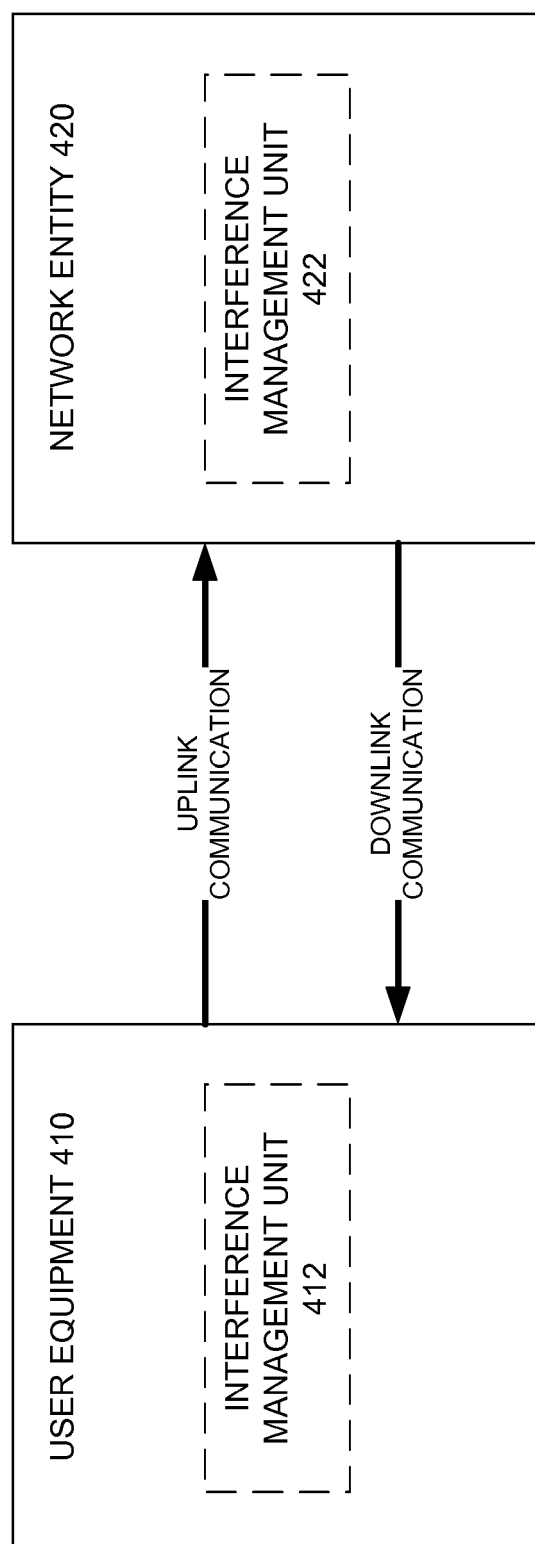 USER EQUIPMENT 410
INTERFERENCE
MANAGEMENT UNIT
412
UPLINK
COMMUNICATION
DOWNLINK
COMMUNICATION
NETWORK ENTITY 420
INTERFERENCE
MANAGEMENT UNIT
422